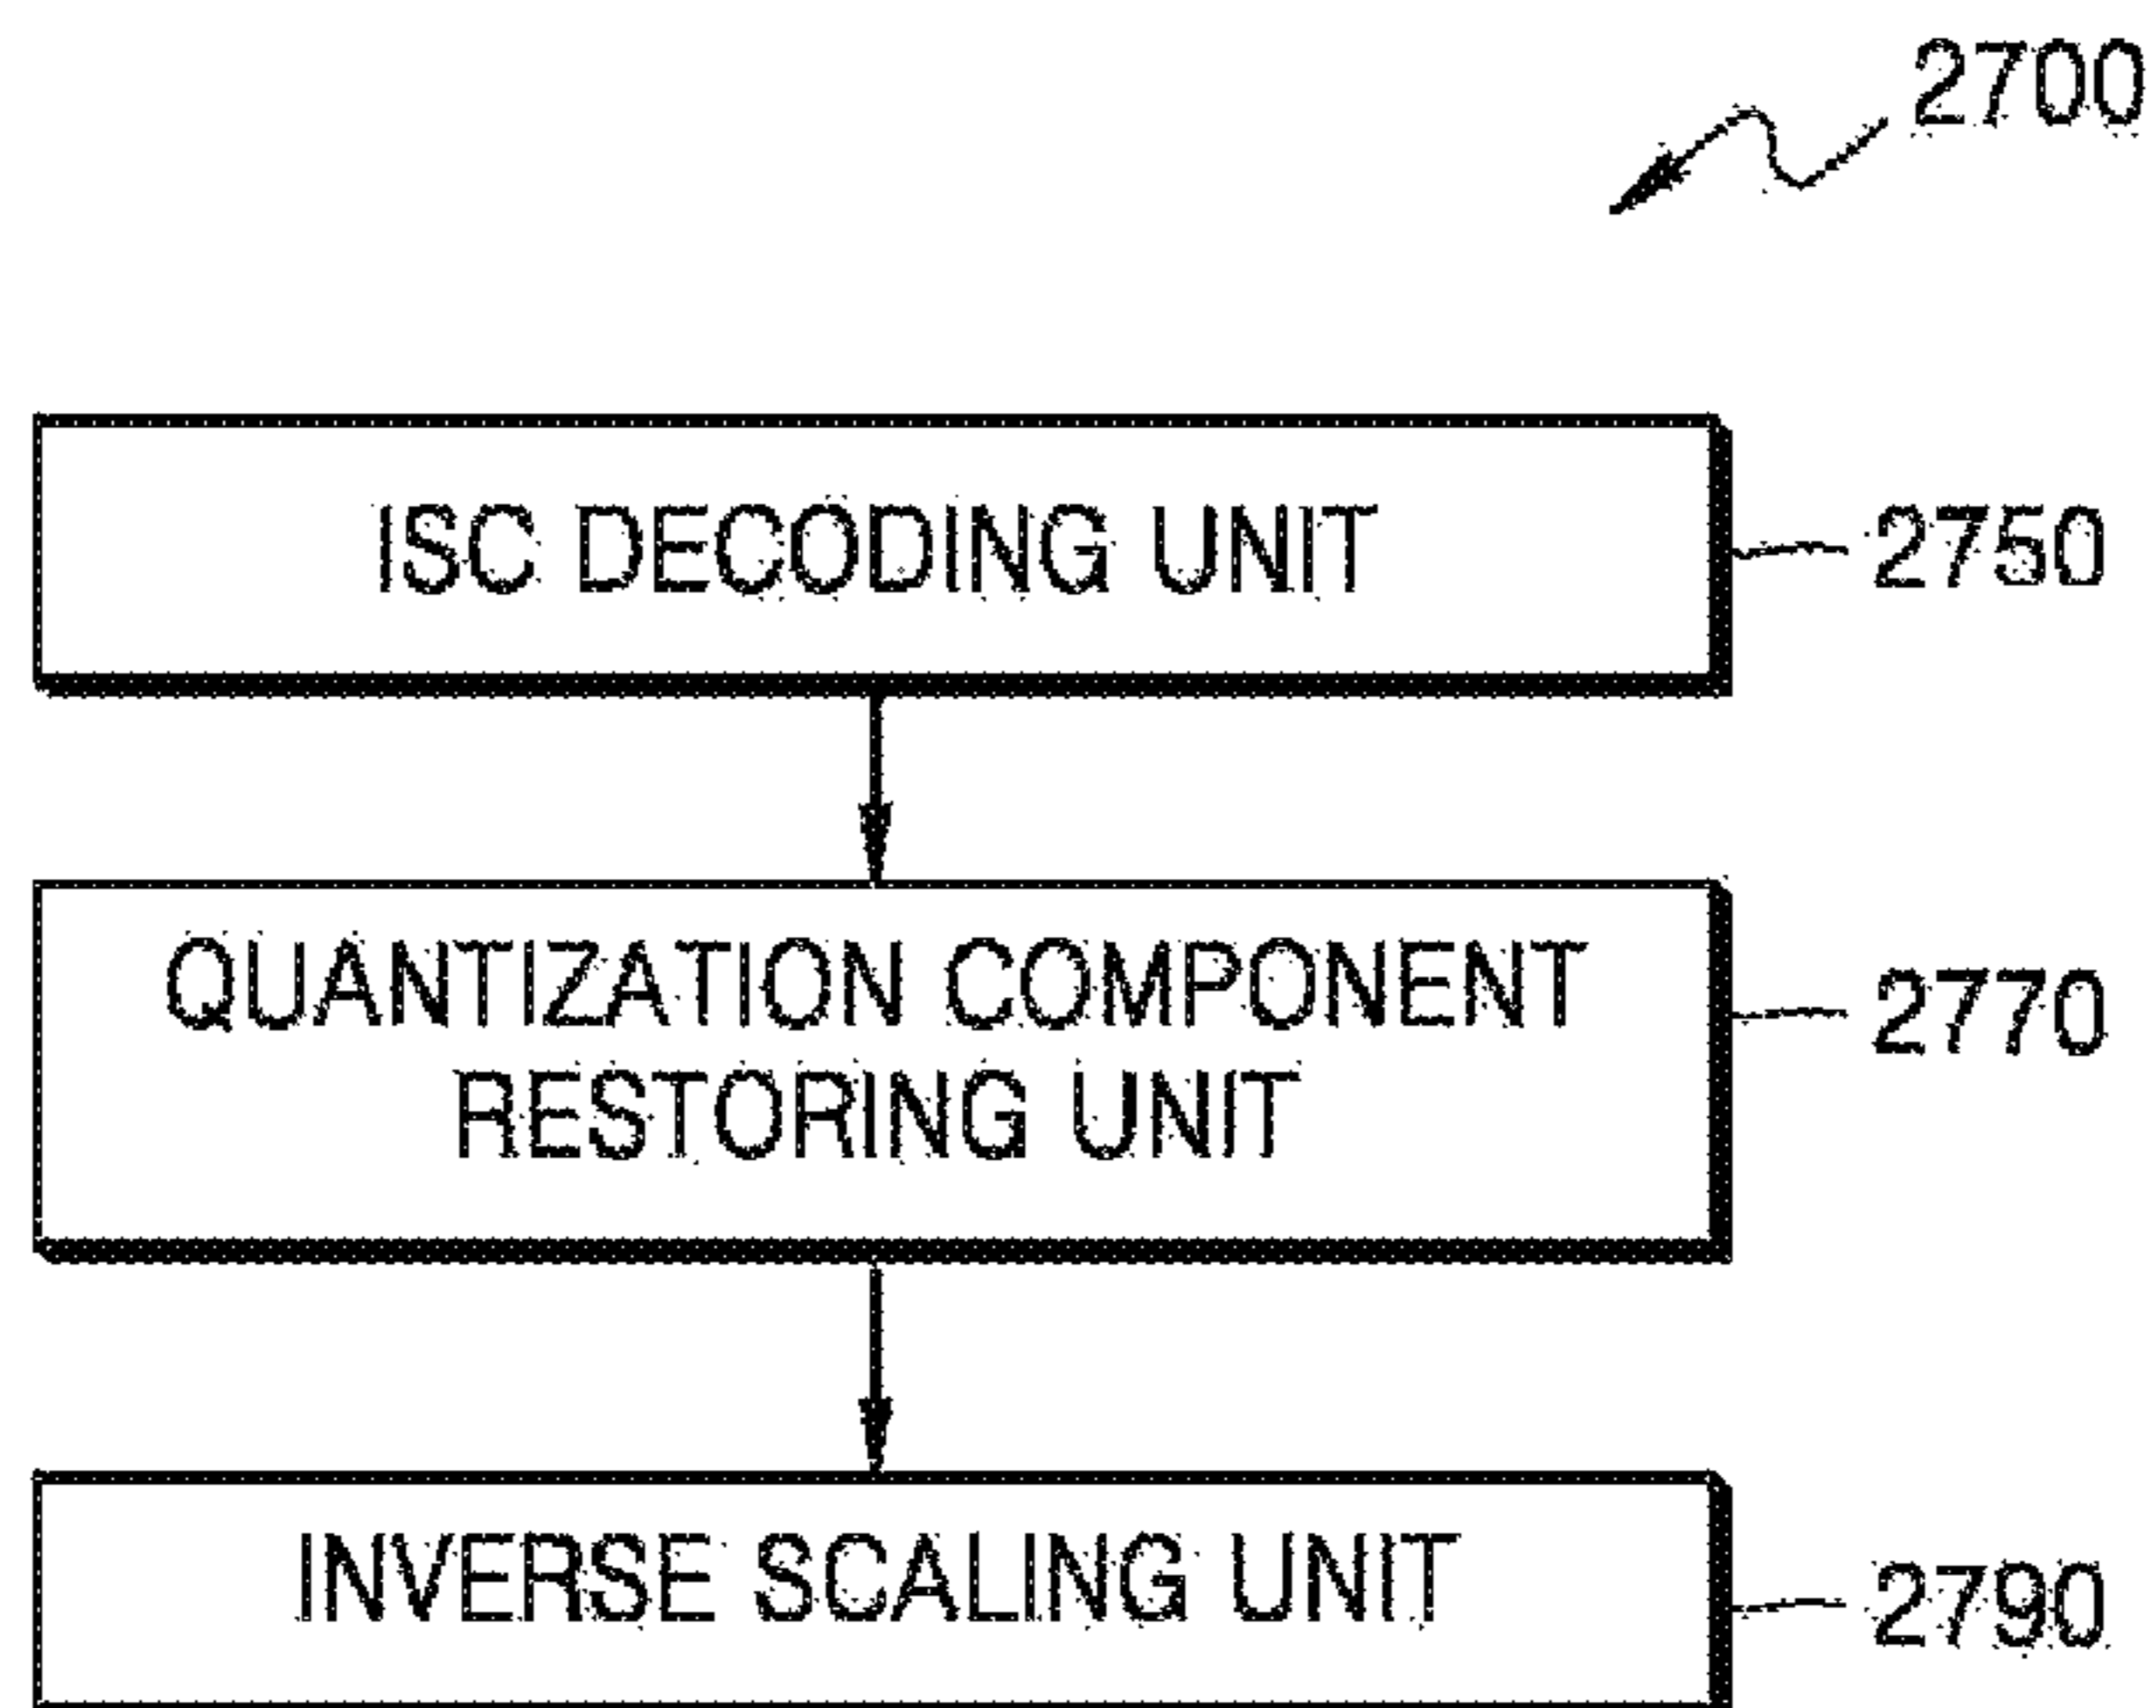 2700
ISC DECODING UNIT
2750
QUANTIZATION COMPONENT
RESTORING UNIT
2770
INVERSE SCALING UNIT
2790